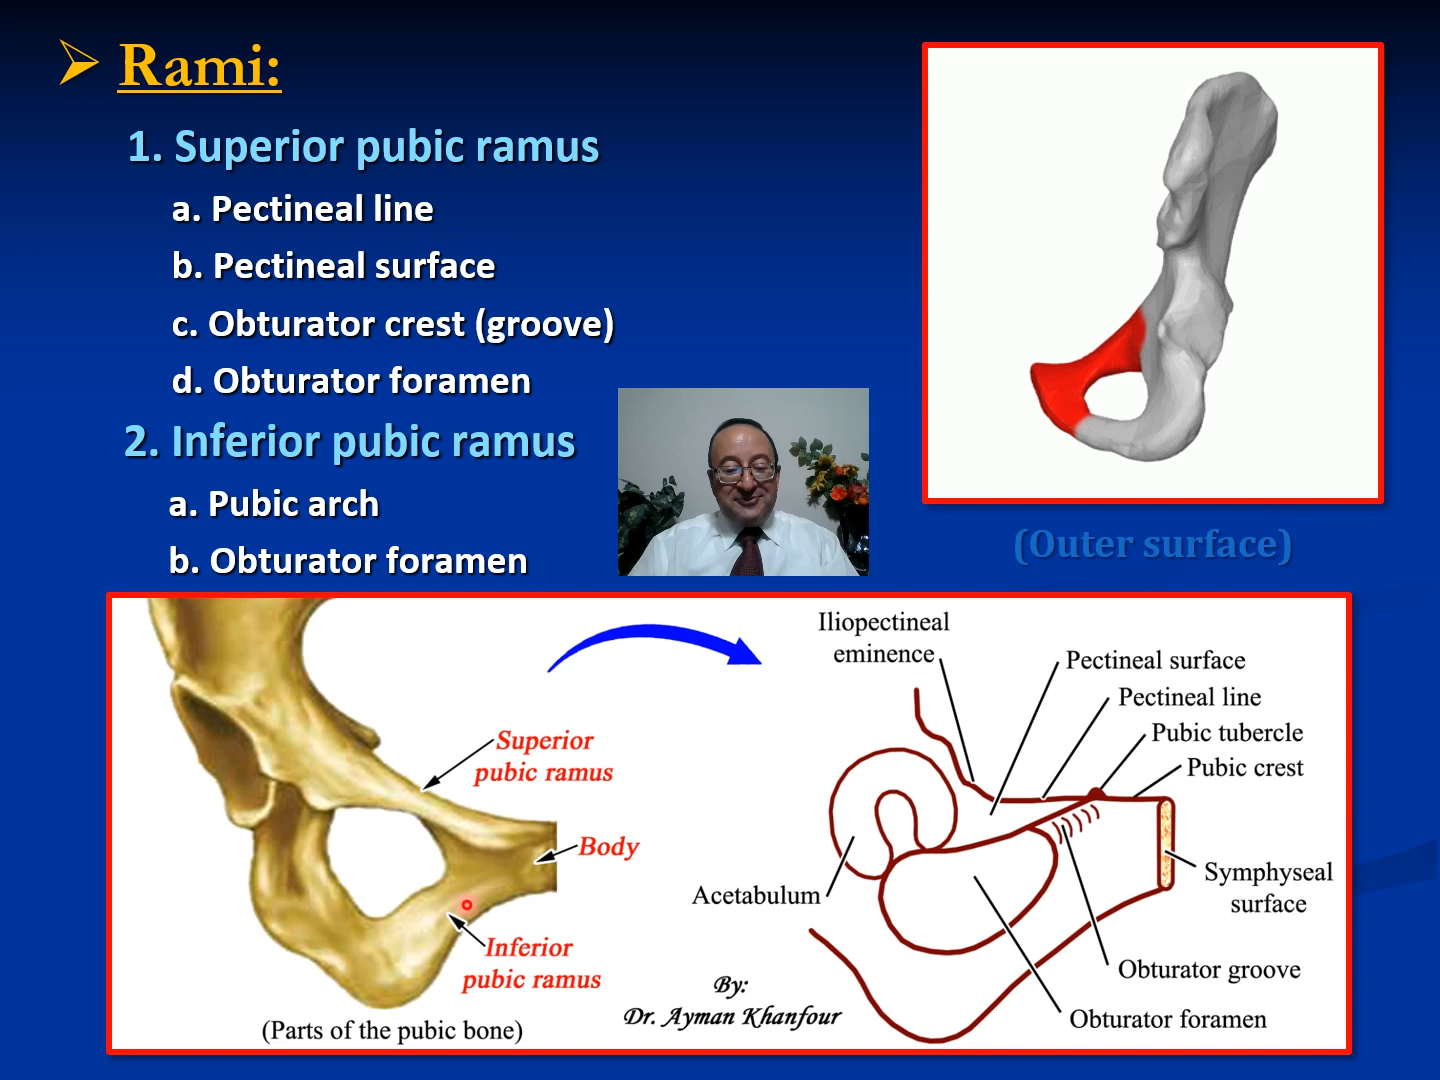 Rami:
1. Superior pubic ramus
a. Pectineal line
b. Pectineal surface
c. Obturator crest (groove)
d. Obturator foramen
2. Inferior pubic ramus
a. Pubic arch
b. Obturator foramen
(Outer surface)
Superior
pubic ramus
Body
Inferior
pubic ramus
(Parts of the pubic bone)
Iliopectineal
eminence
Pectineal surface
Pectineal line
Pubic tubercle
Pubic crest
Acetabulum
Symphyseal
surface
Obturator groove
Obturator foramen
By:
Dr. Ayman Khanfour